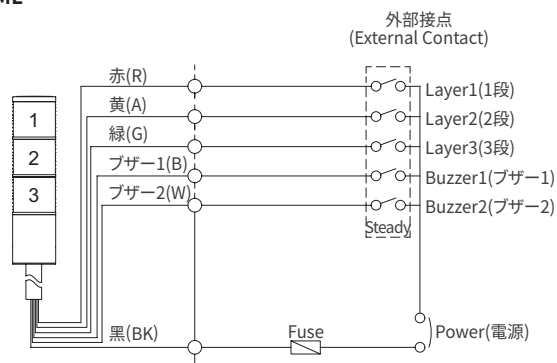 外部接点
(External Contact)
赤(R)
Layer1(1段)
黄(A)
Layer2(2段)
緑(G)
Layer3(3段)
ブザー1(B)
Buzzer1(ブザー1)
ブザー2(W)
Buzzer2(ブザー2)
1
2
3
Steady
黒(BK)
Fuse
Power(電源)